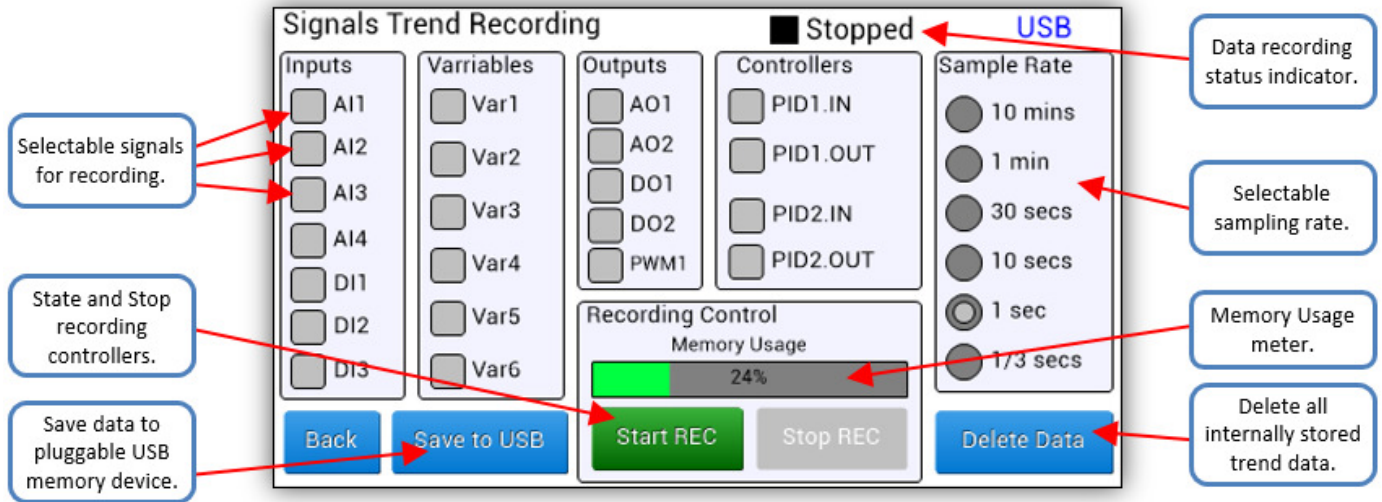 Signals Trend Recording
Stopped
USB
Inputs
AI1
AI2
AI3
AI4
DI1
DI2
DI3
Varriables
Var1
Var2
Var3
Var4
Var5
Var6
Outputs
AO1
AO2
DO1
DO2
PWM1
Controllers
PID1.IN
PID1.OUT
PID2.IN
PID2.OUT
Sample Rate
10 mins
1 min
30 secs
10 secs
1 sec
1/3 secs
Recording Control
Memory Usage
24%
Start REC
Stop REC
Back
Save to USB
Delete Data
Selectable signals
for recording.
State and Stop
recording
controllers.
Save data to
pluggable USB
memory device.
Data recording
status indicator.
Selectable
sampling rate.
Memory Usage
meter.
Delete all
internally stored
trend data.